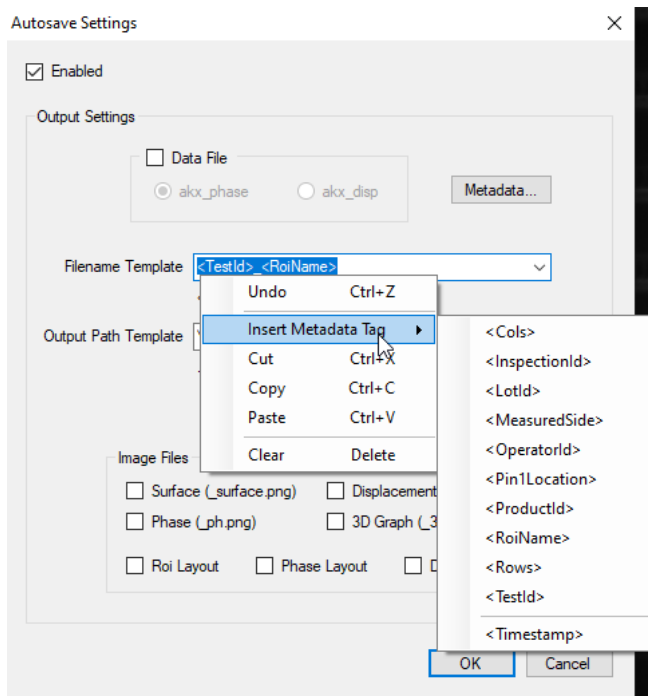 Autosave Settings
Enabled
Output Settings
Data File
akx_phase
akx_disp
Metadata...
Filename Template
<TestId>_<RoiName>
Undo Ctrl+Z
Insert Metadata Tag
Output Path Template
Cut Ctrl+X
Copy Ctrl+C
Paste Ctrl+V
Clear Delete
<Cols>
<InspectionId>
<LotId>
<MeasuredSide>
<OperatorId>
<Pin1Location>
<ProductId>
<RoiName>
<Rows>
<TestId>
<Timestamp>
Image Files
Surface (_surface.png)
Displacement
Phase (_ph.png)
3D Graph (_3
Roi Layout
Phase Layout
OK
Cancel